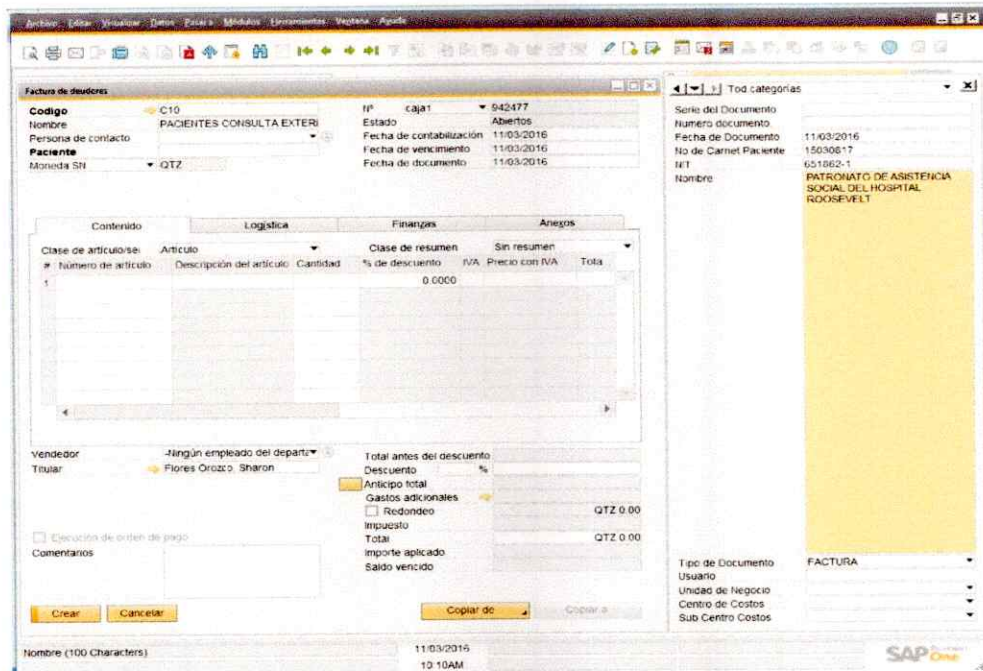 Archivo Editar Visualizar Datos Pasar a Módulos Herramientas Ventana Ayuda
Factura de deudores
Codigo C10
Nombre PACIENTES CONSULTA EXTERI
Persona de contacto
Paciente
Moneda SN QTZ
Nº caja1 942477
Estado Abiertos
Fecha de contabilización 11/03/2016
Fecha de vencimiento 11/03/2016
Fecha de documento 11/03/2016
Contenido Logística Finanzas Anexos
Clase de artículo/sei Artículo Clase de resumen Sin resumen
# Número de artículo Descripción del artículo Cantidad % de descuento IVA Precio con IVA Tota
1 0.0000
Vendedor -Ningún empleado del departa
Titular Flores Orozco, Sharon
Ejecución de orden de pago
Comentarios
Total antes del descuento
Descuento %
Anticipo total
Gastos adicionales
Redondeo QTZ 0.00
Impuesto
Total QTZ 0.00
Importe aplicado
Saldo vencido
Crear Cancelar Copiar de Copiar a
Tod.categorias
Serie del Documento
Numero documento
Fecha de Documento 11/03/2016
No de Carnet Paciente 15030817
NIT 651862-1
Nombre PATRONATO DE ASISTENCIA
SOCIAL DEL HOSPITAL
ROOSEVELT
Tipo de Documento FACTURA
Usuario
Unidad de Negocio
Centro de Costos
Sub Centro Costos
Nombre (100 Characters)
11/03/2016
10:10AM
SAP One